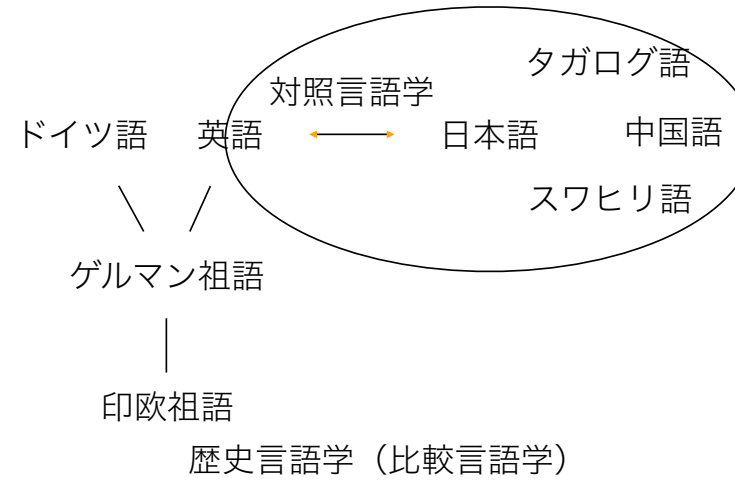 タガログ語
対照言語学
ドイツ語 英語 日本語 中国語
スワヒリ語
ゲルマン祖語
印欧祖語
歴史言語学（比較言語学）